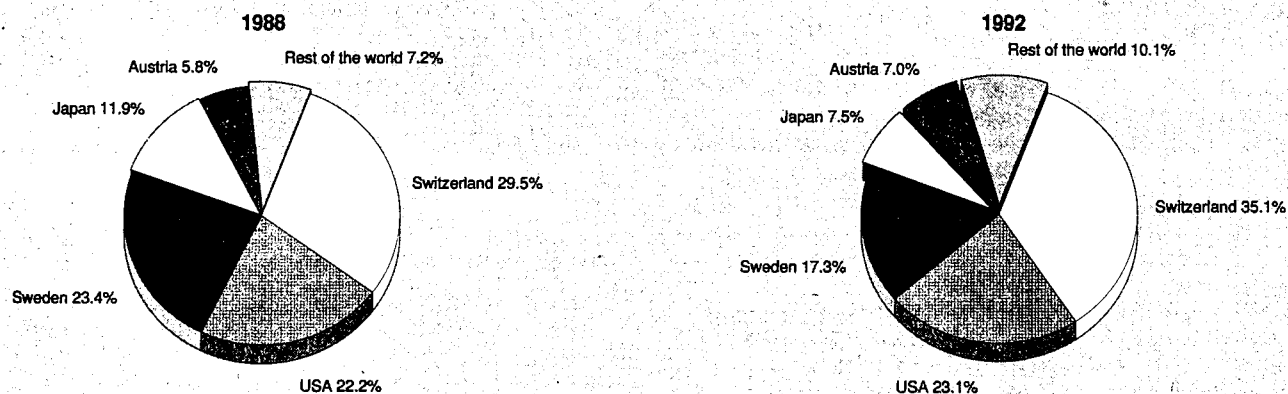 1988
Rest of the world 7.2%
Austria 5.8%
Japan 11.9%
Switzerland 29.5%
Sweden 23.4%
USA 22.2%
1992
Rest of the world 10.1%
Austria 7.0%
Japan 7.5%
Switzerland 35.1%
Sweden 17.3%
USA 23.1%